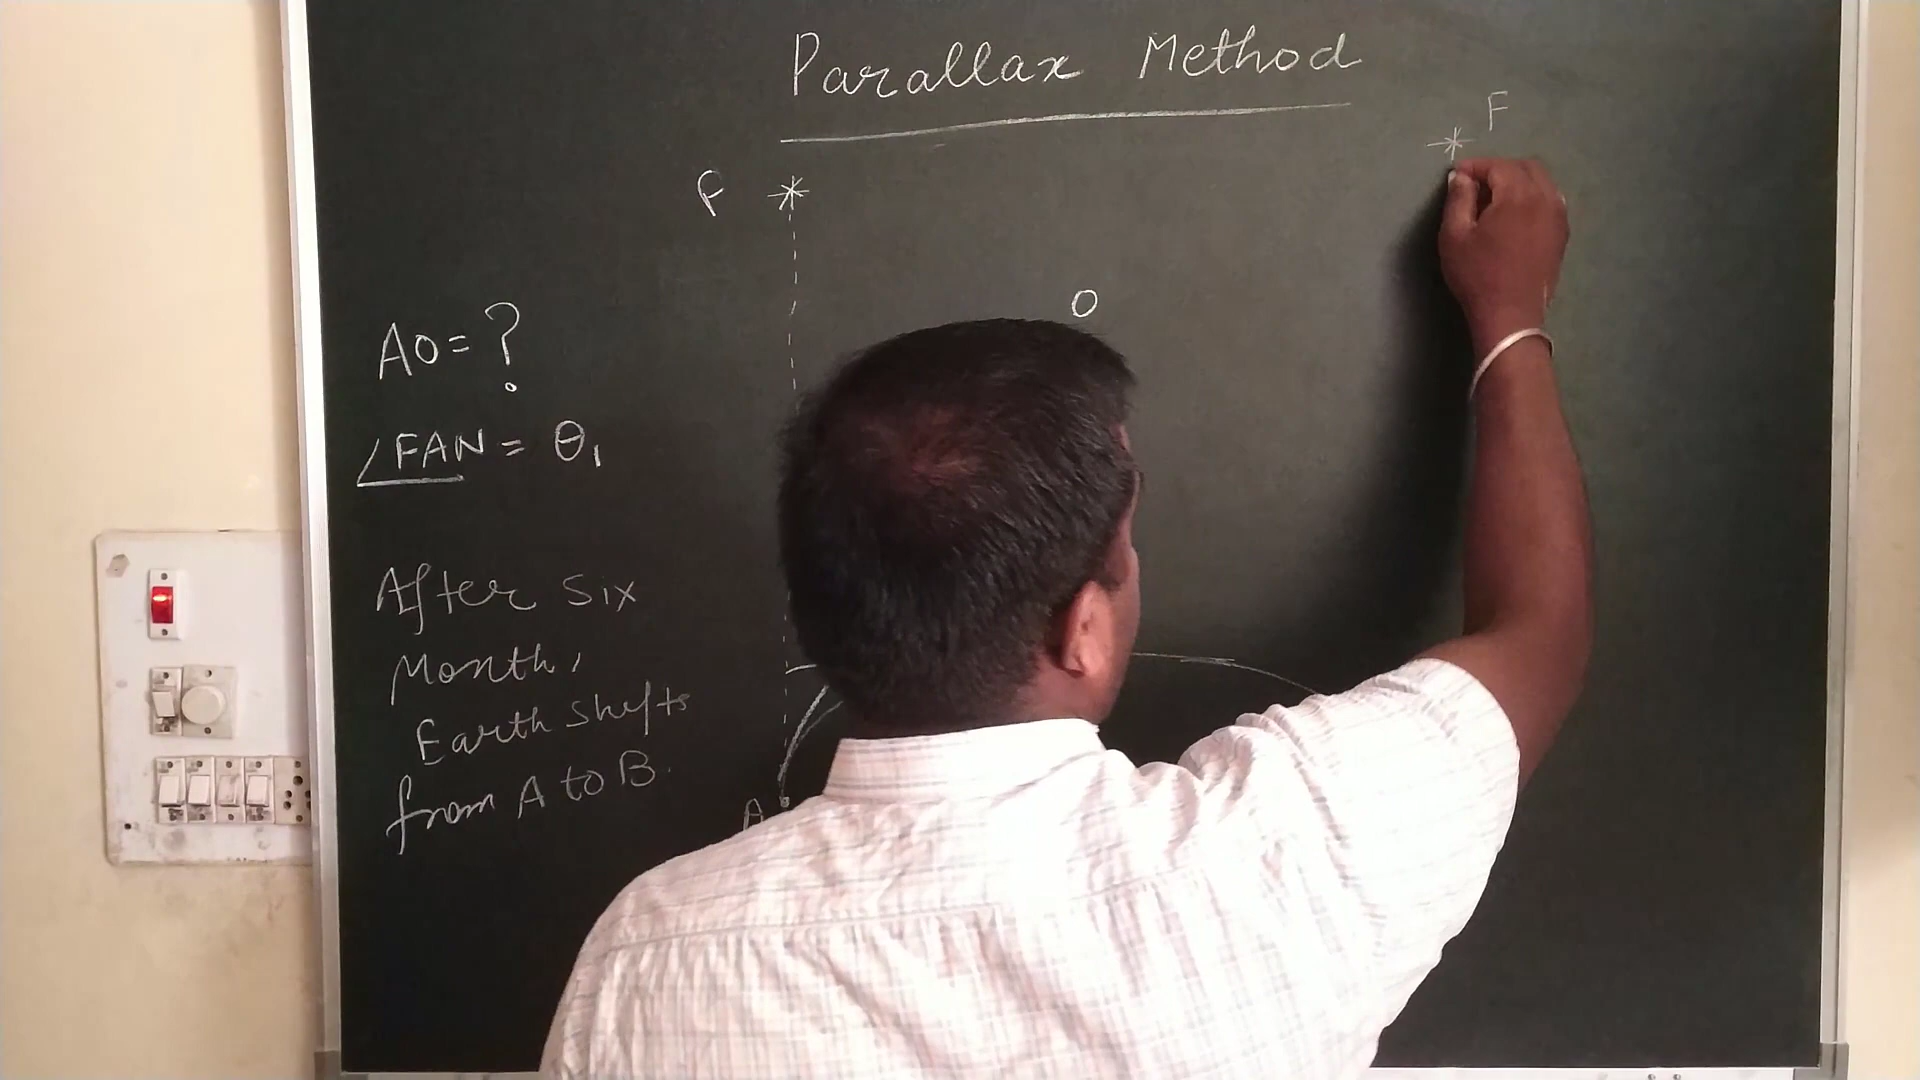 Parallax Method
F
F
O
AO = ?
∠FAN = θ₁
After Six
Month,
Earth shifts
from A to B.
A